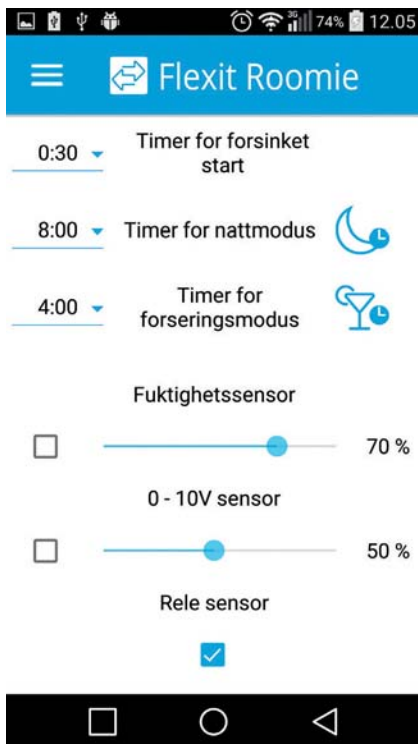 3G
74% 12.05
Flexit Roomie
0:30 Timer for forsinket
start
8:00 Timer for nattmodus
4:00 Timer for
forseringsmodus
Fuktighetssensor
70 %
0 - 10V sensor
50 %
Rele sensor